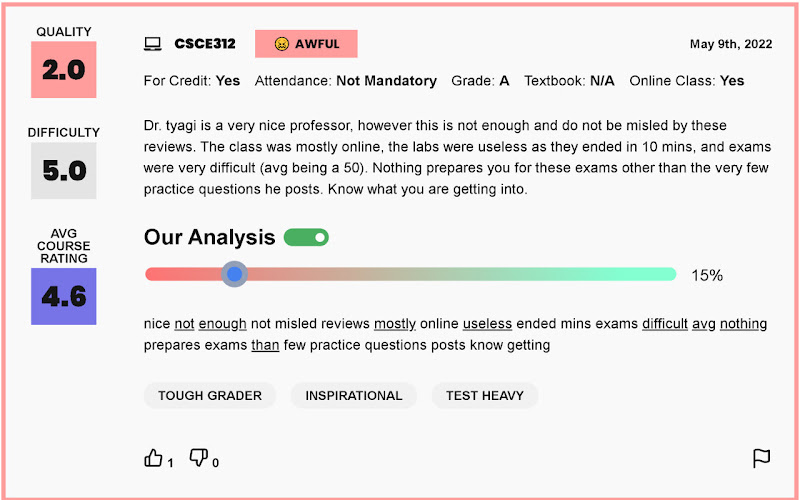 QUALITY
2.0
DIFFICULTY
5.0
AVG
COURSE
RATING
4.6
CSCE312
AWFUL
May 9th, 2022
For Credit: Yes Attendance: Not Mandatory Grade: A Textbook: N/A Online Class: Yes
Dr. tyagi is a very nice professor, however this is not enough and do not be misled by these
reviews. The class was mostly online, the labs were useless as they ended in 10 mins, and exams
were very difficult (avg being a 50). Nothing prepares you for these exams other than the very few
practice questions he posts. Know what you are getting into.
Our Analysis
15%
nice not enough not misled reviews mostly online useless ended mins exams difficult avg nothing
prepares exams than few practice questions posts know getting
TOUGH GRADER INSPIRATIONAL TEST HEAVY
1 0